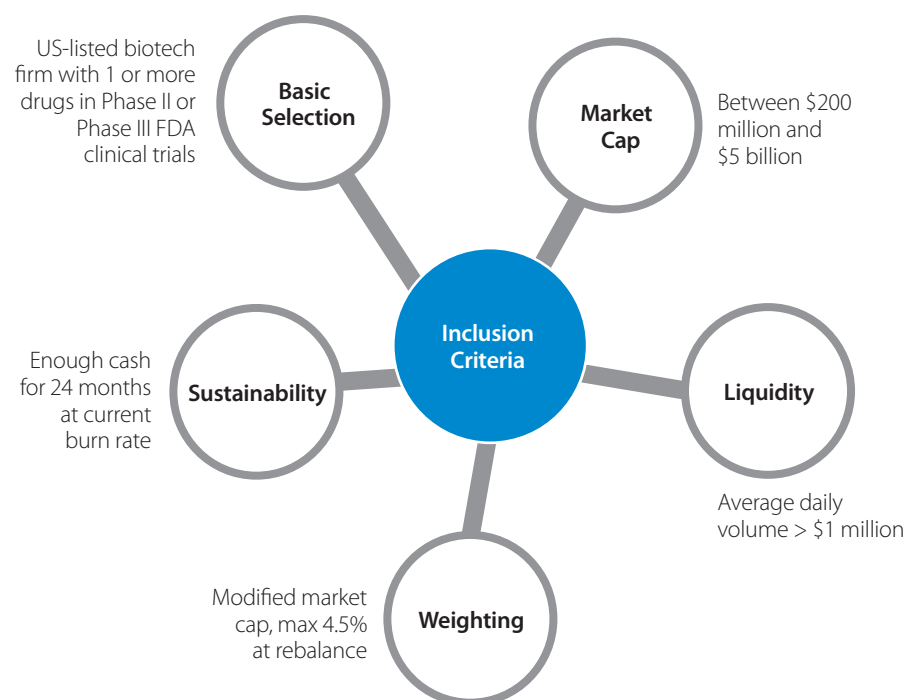 US-listed biotech
firm with 1 or more
drugs in Phase II or
Phase III FDA
clinical trials
Basic
Selection
Market
Cap
Between $200
million and
$5 billion
Inclusion
Criteria
Enough cash
for 24 months
at current
burn rate
Sustainability
Liquidity
Average daily
volume > $1 million
Modified market
cap, max 4.5%
at rebalance
Weighting